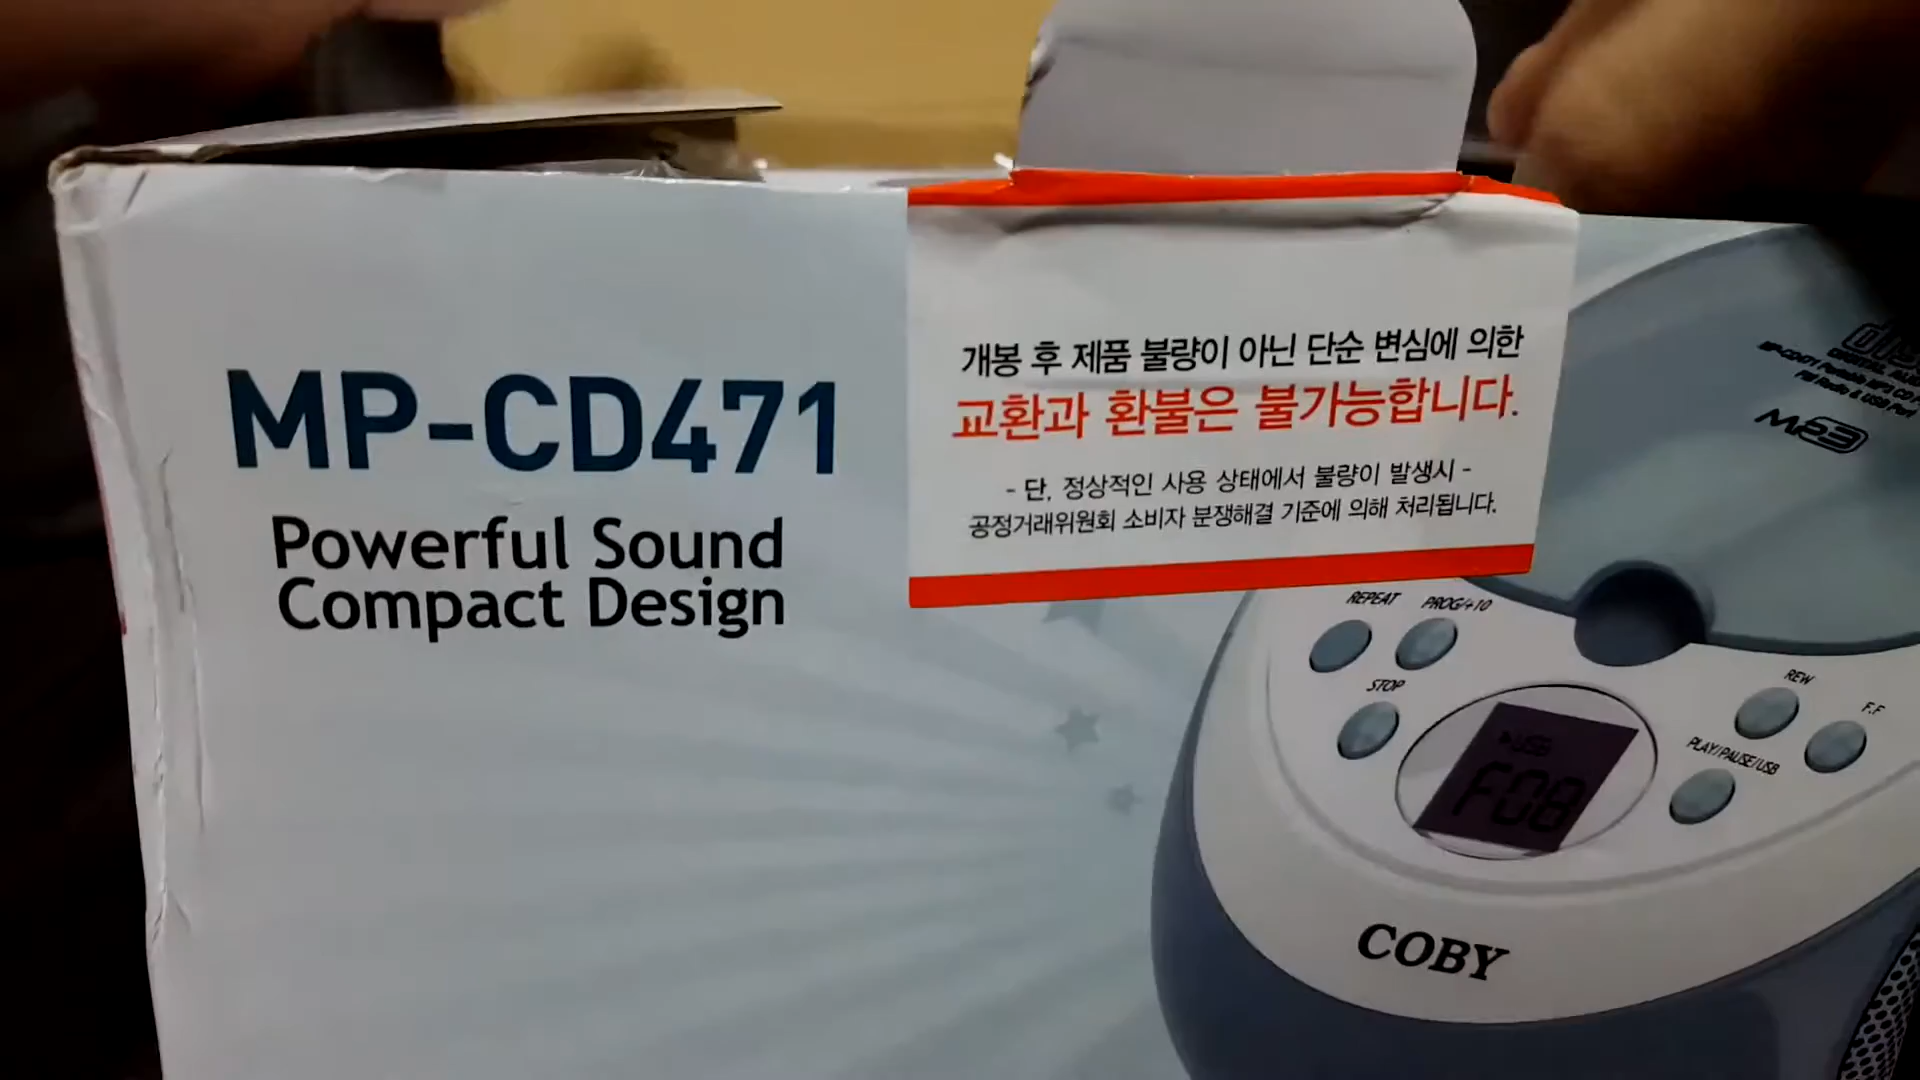 MP-CD471
Powerful Sound
Compact Design
개봉 후 제품 불량이 아닌 단순 변심에 의한
교환과 환불은 불가능합니다.
- 단, 정상적인 사용 상태에서 불량이 발생시 -
공정거래위원회 소비자 분쟁해결 기준에 의해 처리됩니다.
MP3
REPEAT
PROG/+10
STOP
REW
F.F
PLAY/PAUSE/USB
USB
F08
COBY